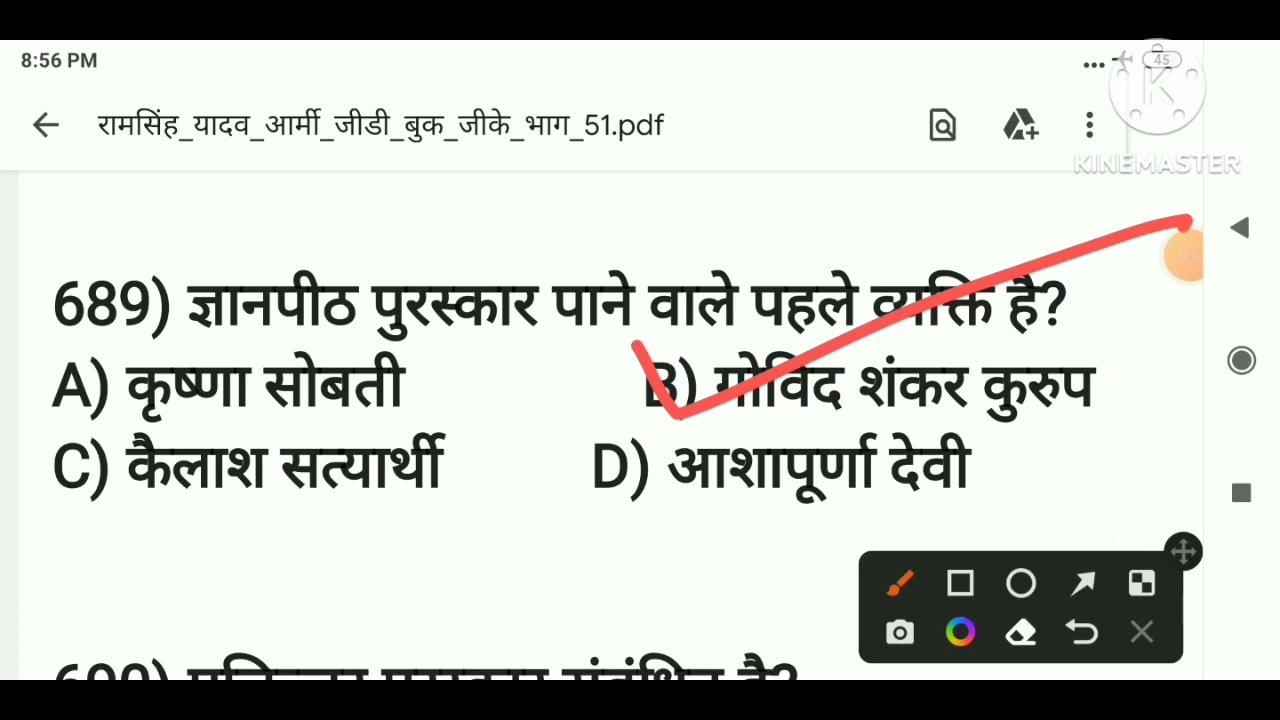 8:56 PM
45
रामसिंह_यादव_आर्मी_जीडी_बुक_जीके_भाग_51.pdf
KINEMASTER
689) ज्ञानपीठ पुरस्कार पाने वाले पहले व्यक्ति है?
A) कृष्णा सोबती B) गोविंद शंकर कुरुप
C) कैलाश सत्यार्थी D) आशापूर्णा देवी